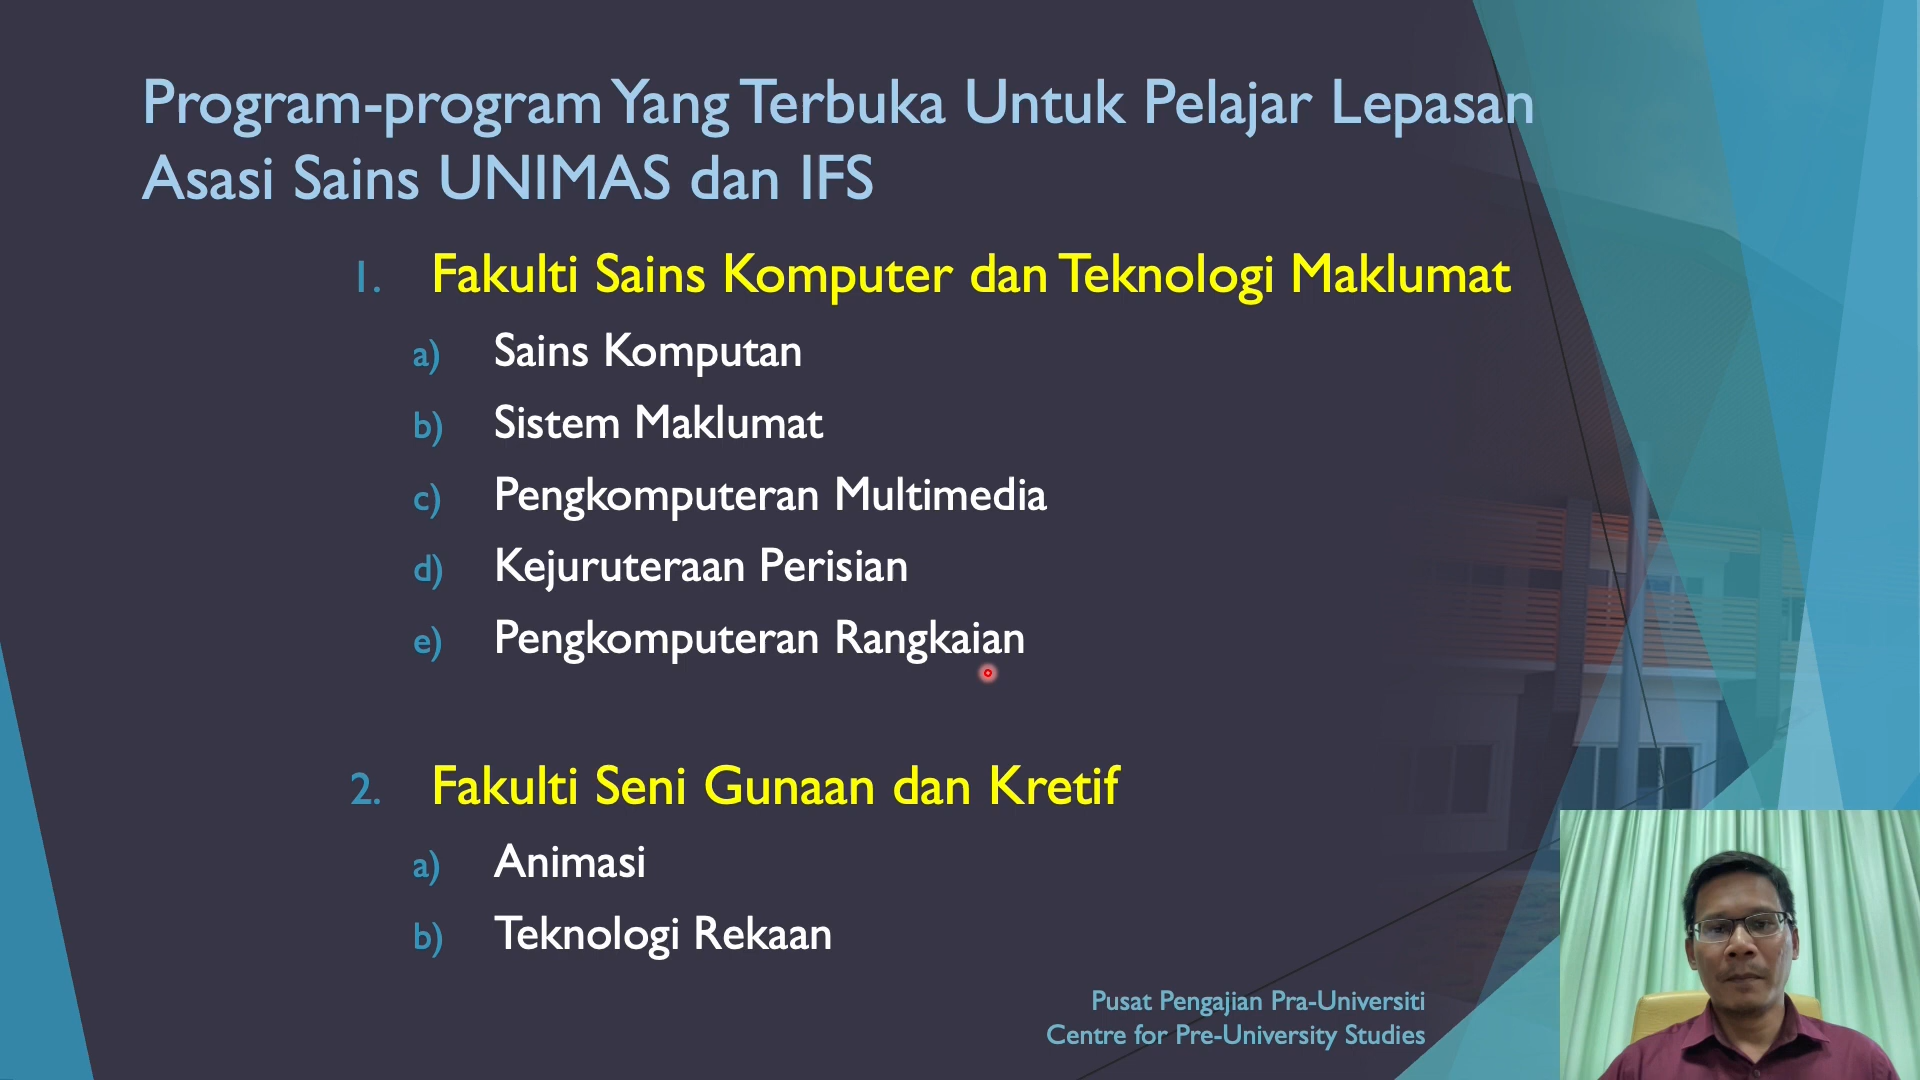 Program-program Yang Terbuka Untuk Pelajar Lepasan
Asasi Sains UNIMAS dan IFS
1. Fakulti Sains Komputer dan Teknologi Maklumat
a) Sains Komputan
b) Sistem Maklumat
c) Pengkomputeran Multimedia
d) Kejuruteraan Perisian
e) Pengkomputeran Rangkaian
2. Fakulti Seni Gunaan dan Kretif
a) Animasi
b) Teknologi Rekaan
Pusat Pengajian Pra-Universiti
Centre for Pre-University Studies